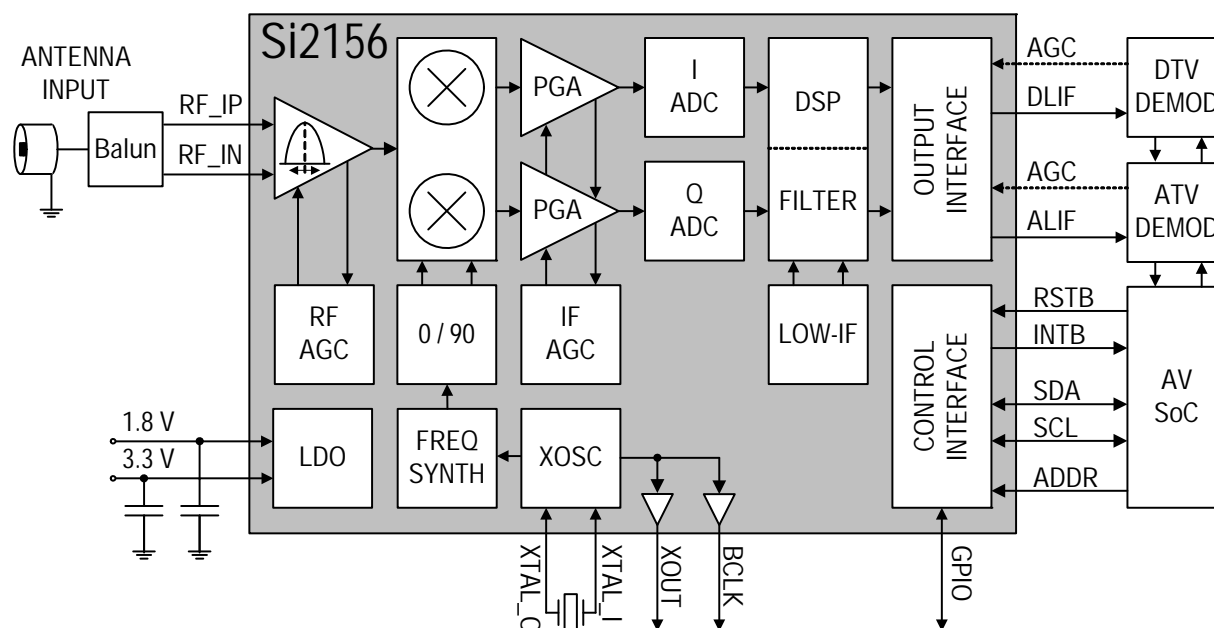 Si2156
ANTENNA
INPUT
RF_IP
RF_IN
Balun
PGA
PGA
I
ADC
Q
ADC
DSP
FILTER
OUTPUT
INTERFACE
AGC
DLIF
AGC
ALIF
DTV
DEMOD
ATV
DEMOD
RF
AGC
0 / 90
IF
AGC
LOW-IF
CONTROL
INTERFACE
RSTB
INTB
SDA
SCL
ADDR
AV
SoC
1.8 V
3.3 V
LDO
FREQ
SYNTH
XOSC
XTAL_O
XTAL_I
XOUT
BCLK
GPIO